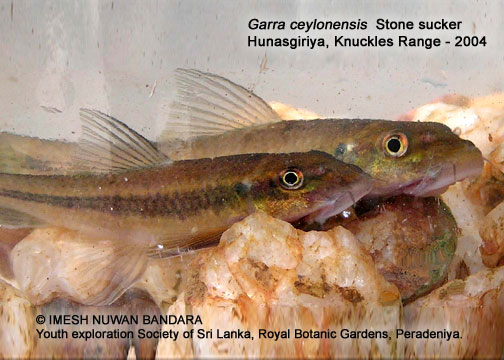 Garra ceylonensis Stone sucker
Hunasgiriya, Knuckles Range - 2004
© IMESH NUWAN BANDARA
Youth exploration Society of Sri Lanka, Royal Botanic Gardens, Peradeniya.